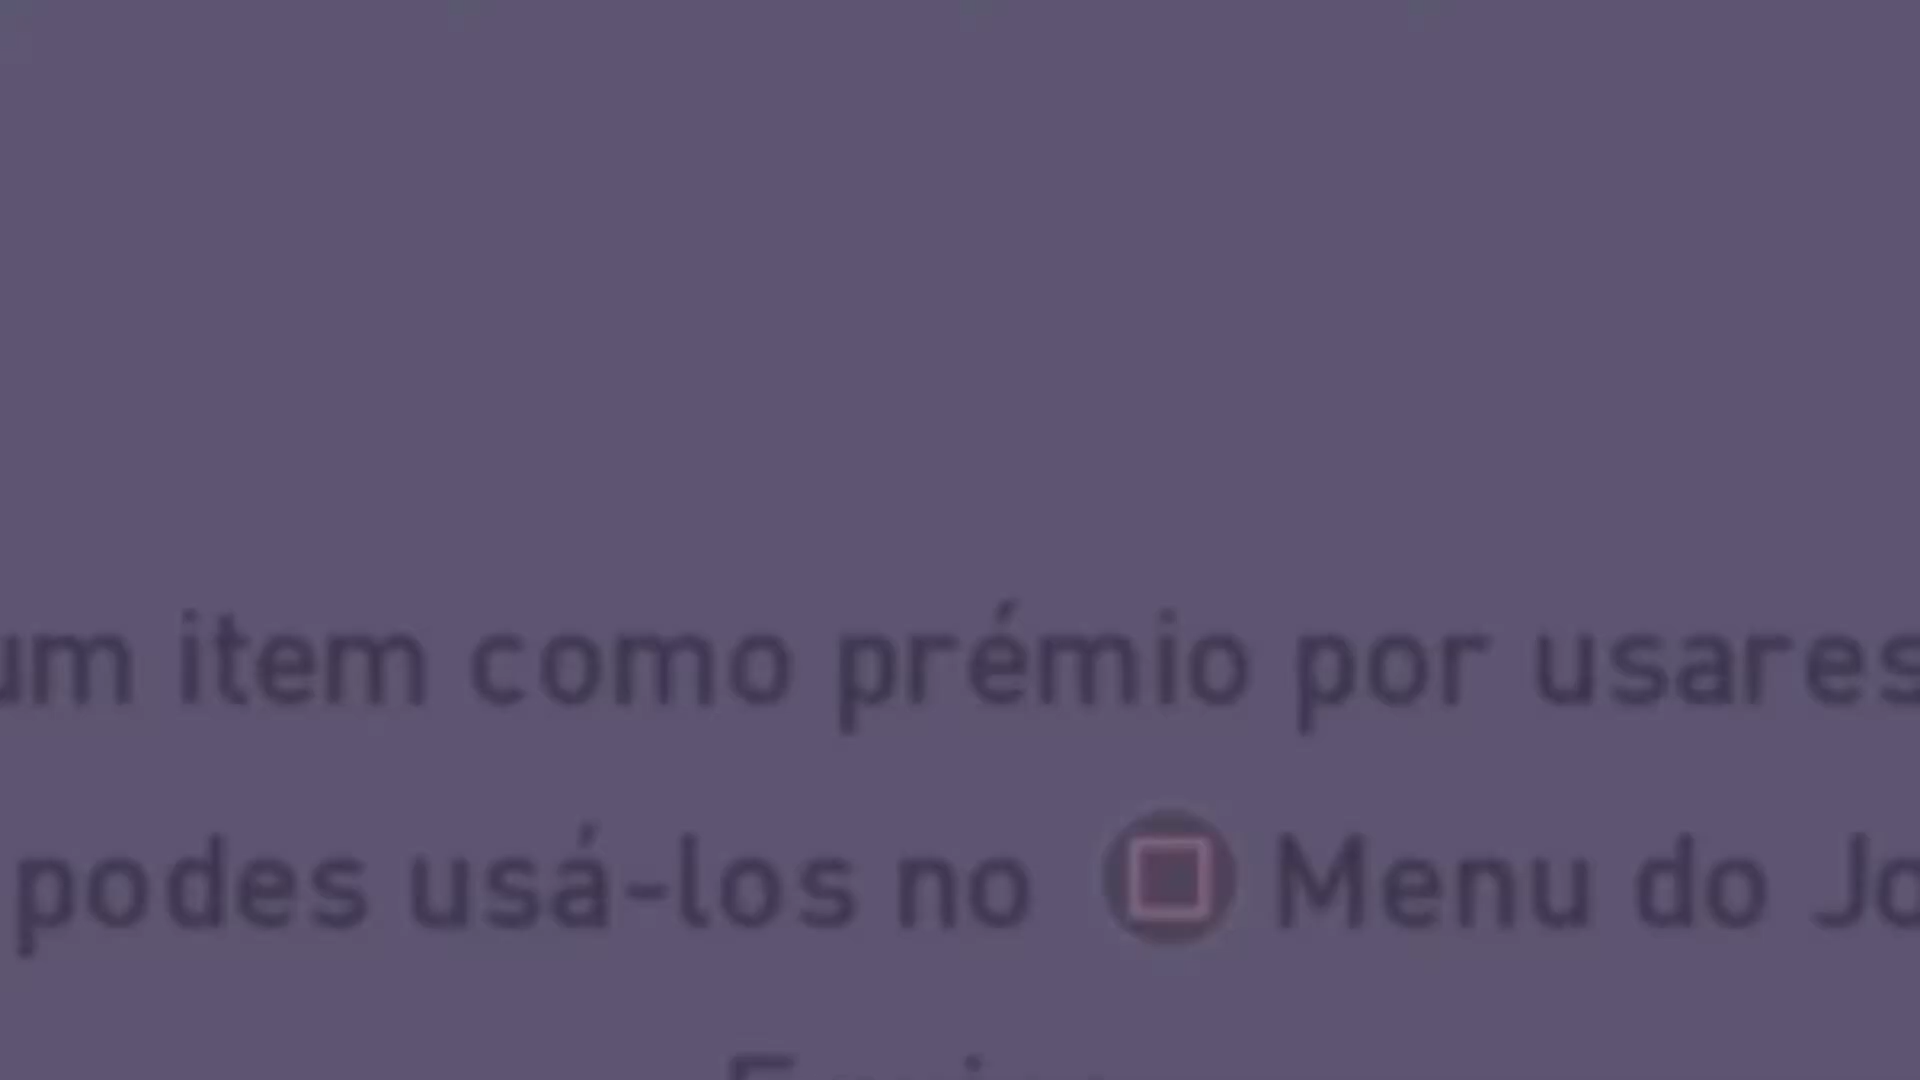 um item como prémio por usares
podes usá-los no Menu do Jo